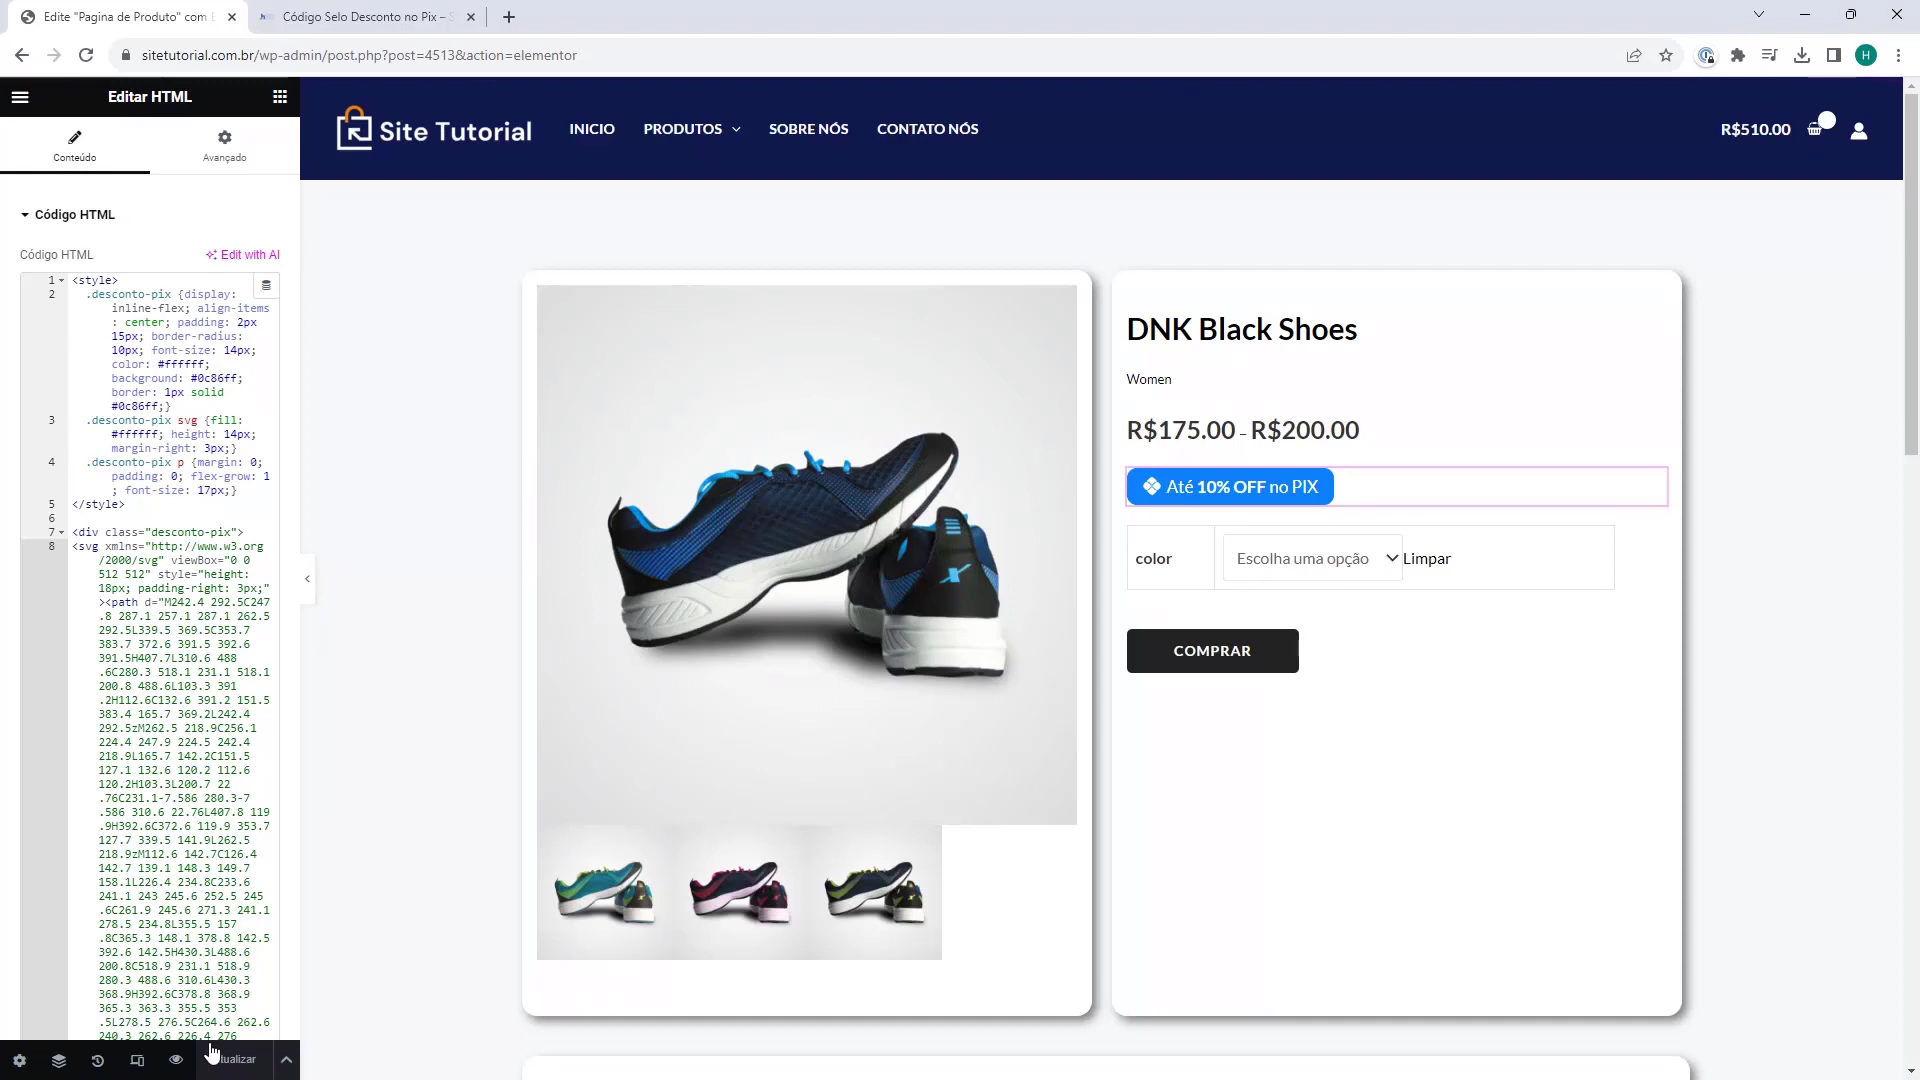 Edite "Pagina de Produto" com
Código Selo Desconto no Pix –
sitetutorial.com.br/wp-admin/post.php?post=4513&action=elementor
H
Editar HTML
Conteúdo
Avançado
Código HTML
Código HTML
Edit with AI
1 <style>
2 .desconto-pix {display:
inline-flex; align-items
: center; padding: 2px
15px; border-radius:
10px; font-size: 14px;
color: #ffffff;
background: #0c86ff;
border: 1px solid
#0c86ff;}
3 .desconto-pix svg {fill:
#ffffff; height: 14px;
margin-right: 3px;}
4 .desconto-pix p {margin: 0;
padding: 0; flex-grow: 1
; font-size: 17px;}
5 </style>
6
7 <div class="desconto-pix">
8 <svg xmlns="http://www.w3.org
/2000/svg" viewBox="0 0
512 512" style="height:
18px; padding-right: 3px;"
><path d="M242.4 292.5C247
.8 287.1 257.1 287.1 262.5
292.5L339.5 369.5C353.7
383.7 372.6 391.5 392.6
391.5H407.7L310.6 488
.6C280.3 518.1 231.1 518.1
200.8 488.6L103.3 391
.2H112.6C132.6 391.2 151.5
383.4 165.7 369.2L242.4
292.5zM262.5 218.9C256.1
224.4 247.9 224.5 242.4
218.9L165.7 142.2C151.5
127.1 132.6 120.2 112.6
120.2H103.3L200.7 22
.76C231.1-7.586 280.3-7
.586 310.6 22.76L407.8 119
.9H392.6C372.6 119.9 353.7
127.7 339.5 141.9L262.5
218.9zM112.6 142.7C126.4
142.7 139.1 148.3 149.7
158.1L226.4 234.8C233.6
241.1 243 245.6 252.5 245
.6C261.9 245.6 271.3 241.1
278.5 234.8L355.5 157
.8C365.3 148.1 378.8 142.5
392.6 142.5H430.3L488.6
200.8C518.9 231.1 518.9
280.3 488.6 310.6L430.3
368.9H392.6C378.8 368.9
365.3 363.3 355.5 353
.5L278.5 276.5C264.6 262.6
240.3 262.6 226.4 276
Site Tutorial
INICIO
PRODUTOS
SOBRE NÓS
CONTATO NÓS
R$510.00
DNK Black Shoes
Women
R$175.00 - R$200.00
Até 10% OFF no PIX
color
Escolha uma opção
Limpar
COMPRAR